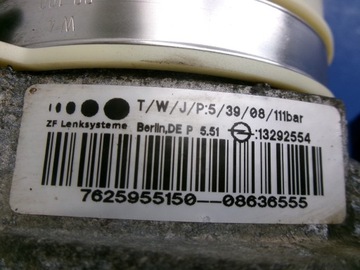 T/W/J/P:5/39/08/111bar
ZF Lenksysteme Berlin,DE P 5.51 :13292554
7625955150--08636555